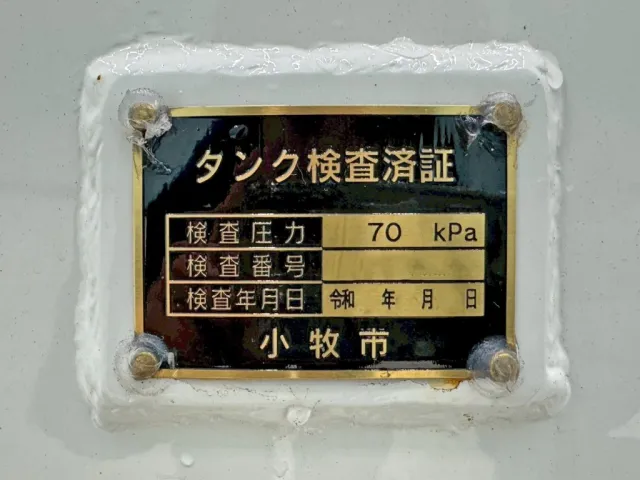 タンク検査済証
検査圧力 70 kPa
検査番号
検査年月日 令和 年 月 日
小牧市